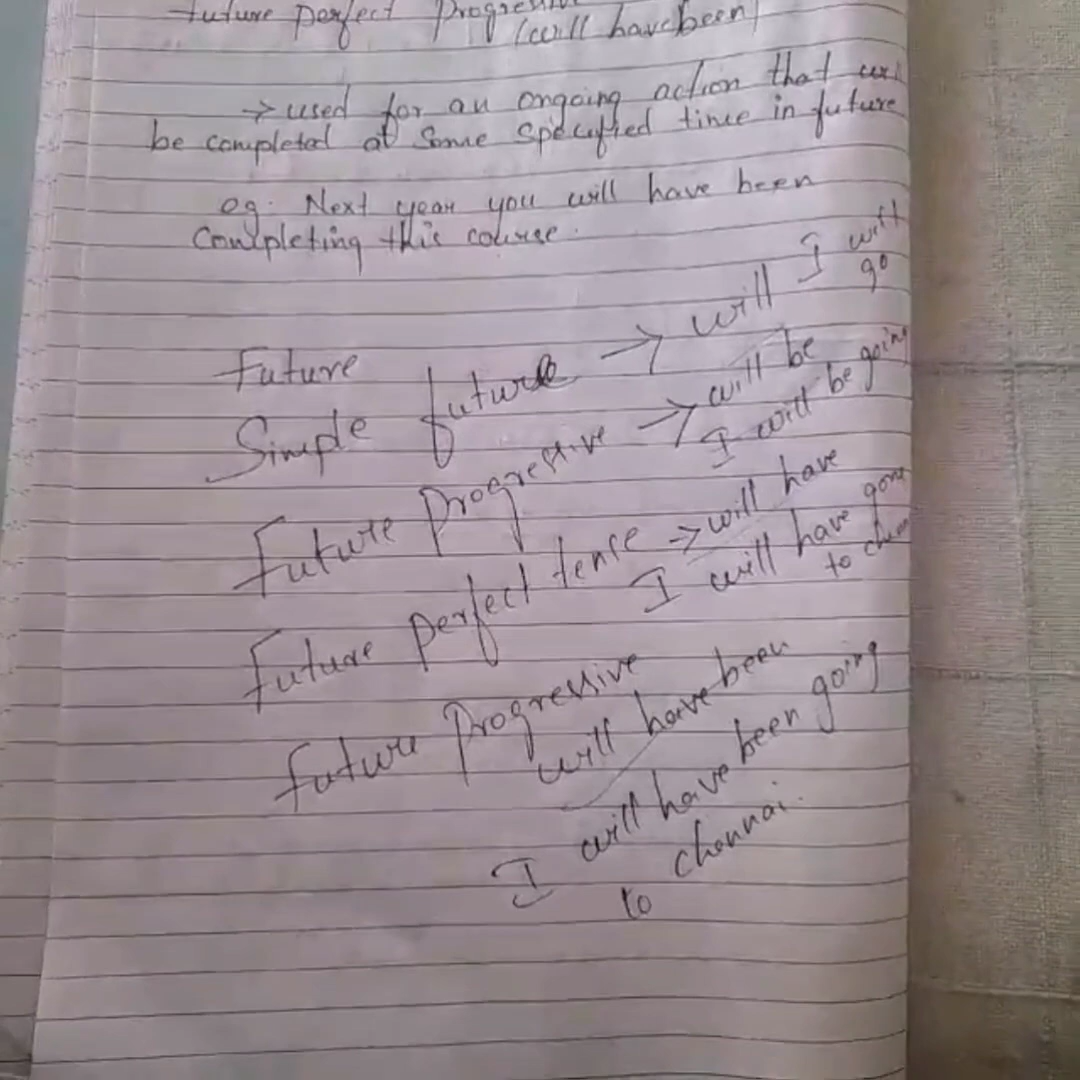 future perfect Progressive
(will have been)
→ used for an ongoing action that
be completed at some specified time in future
eg. Next year you will have been
completing this course.
Future
Simple future → will I will
go
Future Progressive → will be
I will be going
Future perfect tense → will have
I will have gone
to
future Progressive
will have been
I will have been going
to chennai.